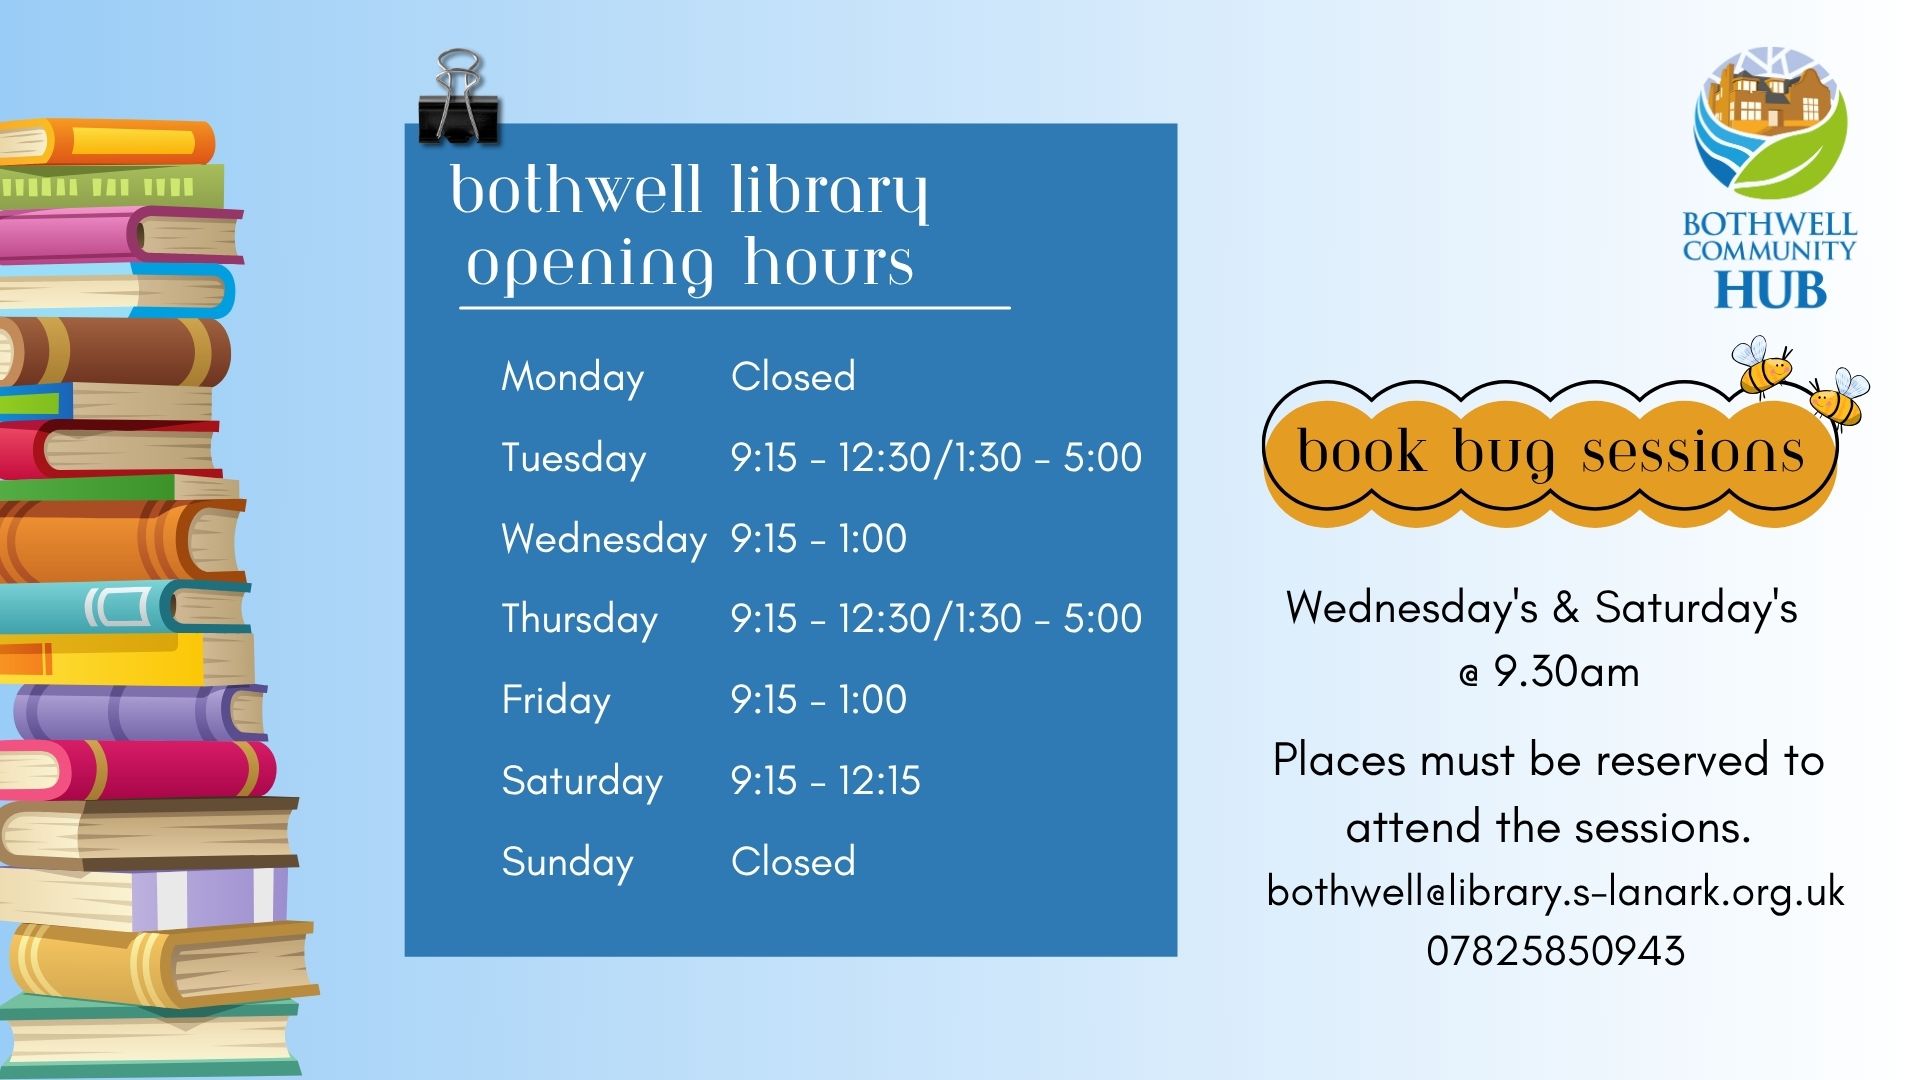 bothwell library
opening hours
Monday Closed
Tuesday 9:15 - 12:30/1:30 - 5:00
Wednesday 9:15 - 1:00
Thursday 9:15 - 12:30/1:30 - 5:00
Friday 9:15 - 1:00
Saturday 9:15 - 12:15
Sunday Closed
BOTHWELL
COMMUNITY
HUB
book bug sessions
Wednesday's & Saturday's
@ 9.30am
Places must be reserved to
attend the sessions.
bothwell@library.s-lanark.org.uk
07825850943